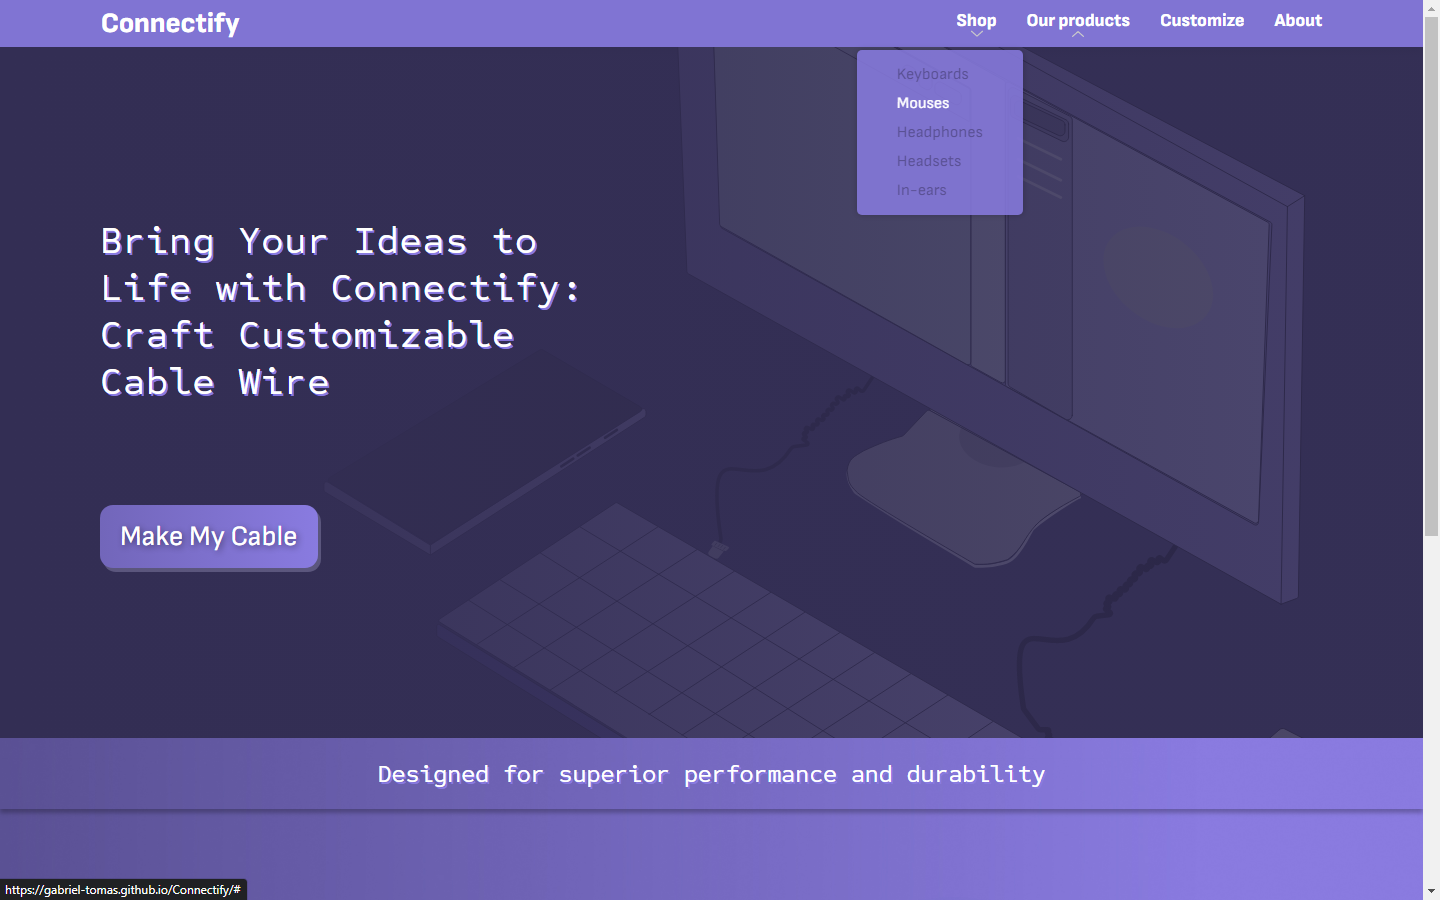 Connectify
Shop
Our products
Customize
About
Keyboards
Mouses
Headphones
Headsets
In-ears
Bring Your Ideas to
Life with Connectify:
Craft Customizable
Cable Wire
Make My Cable
Designed for superior performance and durability
https://gabriel-tomas.github.io/Connectify/#